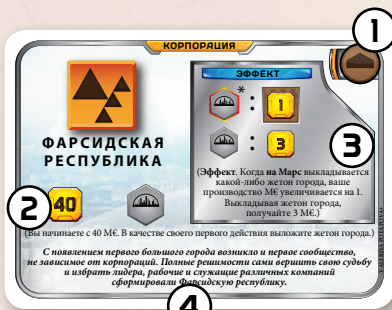 1
КОРПОРАЦИЯ
ЭФФЕКТ
* : 1
: 3
3
ФАРСИДСКАЯ
РЕСПУБЛИКА
(Эффект. Когда на Марс выкладывается
какой-либо жетон города, ваше
производство М€ увеличивается на 1.
Выкладывая жетон города,
получайте 3 М€.)
2
40
(Вы начинаете с 40 М€. В качестве своего первого действия выложите жетон города.)
С появлением первого большого города возникло и первое сообщество,
не зависимое от корпораций. Полные решимости сами вершить свою судьбу
и избрать лидера, рабочие и служащие различных компаний
сформировали Фарсидскую республику.
4